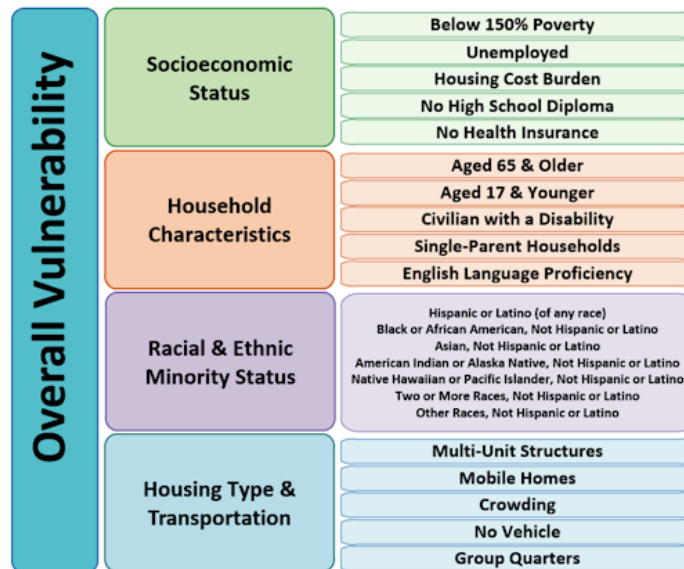 Overall Vulnerability
Socioeconomic
Status
Below 150% Poverty
Unemployed
Housing Cost Burden
No High School Diploma
No Health Insurance
Household
Characteristics
Aged 65 & Older
Aged 17 & Younger
Civilian with a Disability
Single-Parent Households
English Language Proficiency
Racial & Ethnic
Minority Status
Hispanic or Latino (of any race)
Black or African American, Not Hispanic or Latino
Asian, Not Hispanic or Latino
American Indian or Alaska Native, Not Hispanic or Latino
Native Hawaiian or Pacific Islander, Not Hispanic or Latino
Two or More Races, Not Hispanic or Latino
Other Races, Not Hispanic or Latino
Housing Type &
Transportation
Multi-Unit Structures
Mobile Homes
Crowding
No Vehicle
Group Quarters